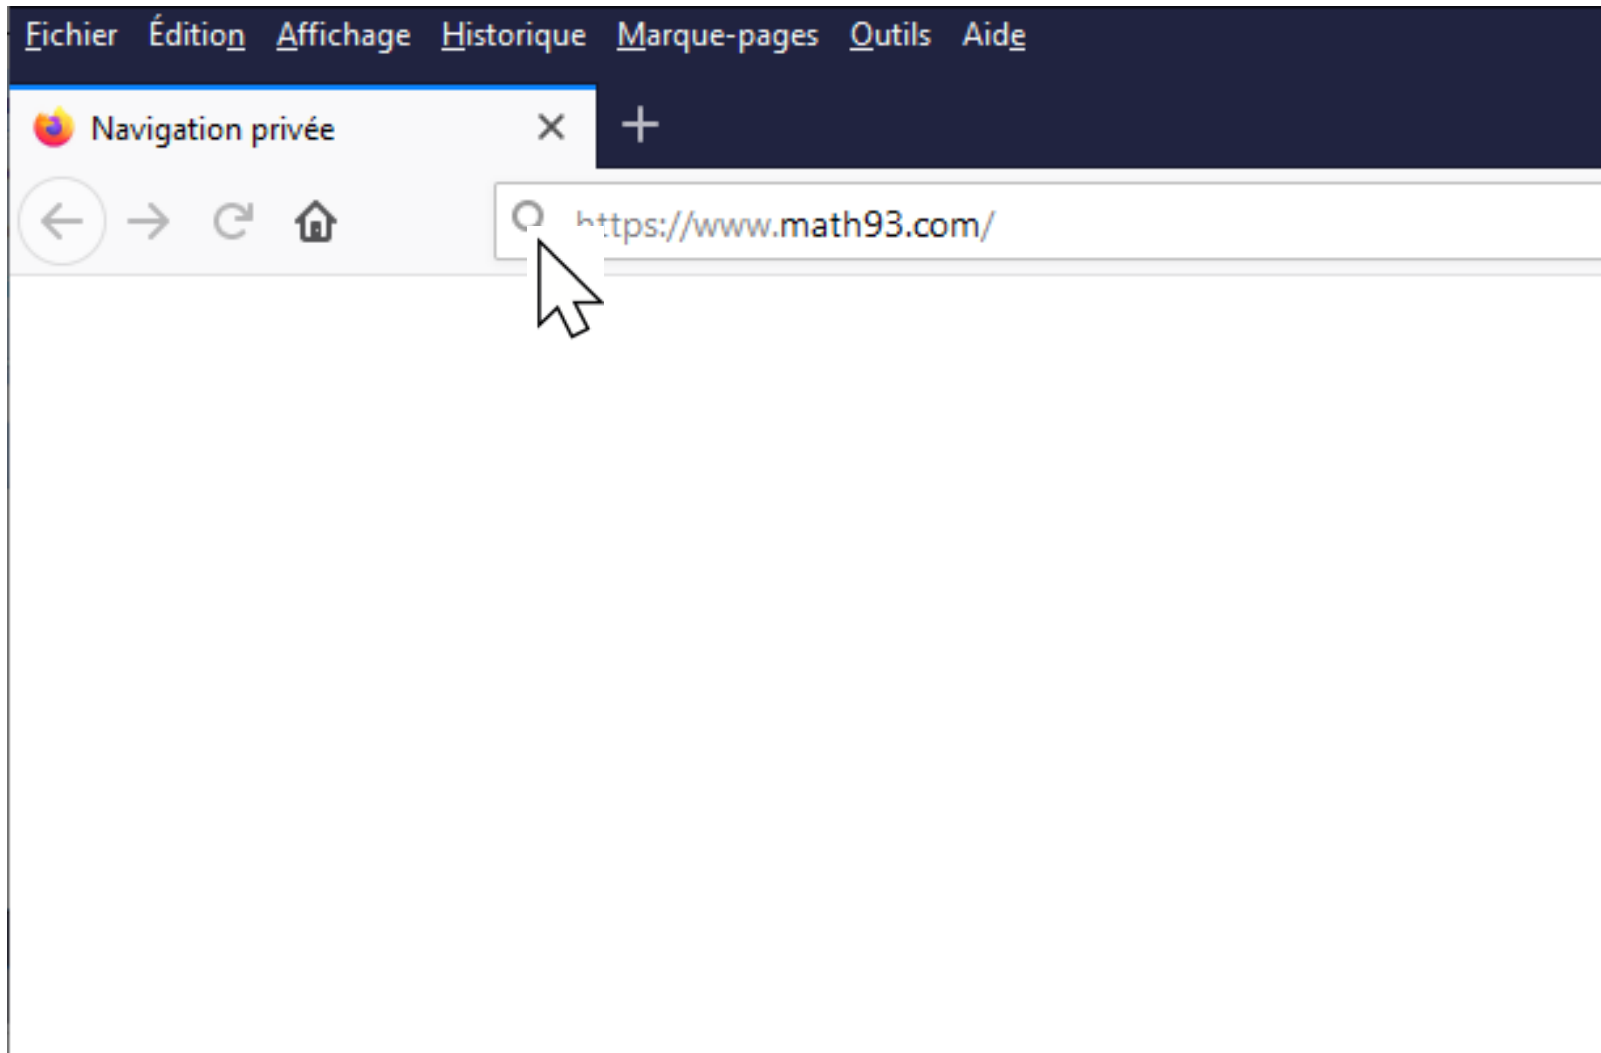 Fichier Édition Affichage Historique Marque-pages Outils Aide
Navigation privée
https://www.math93.com/